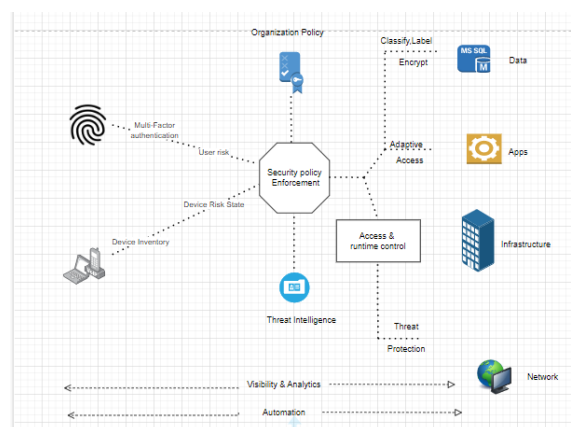 Organization Policy
Classify,Label
Encrypt
MS SQL
M
Data
Multi-Factor
authentication
User risk
Adaptive
Access
Apps
Security policy
Enforcement
Device Risk State
Device Inventory
Access &
runtime control
Infrastructure
Threat Intelligence
Threat
Protection
Network
Visibility & Analytics
Automation